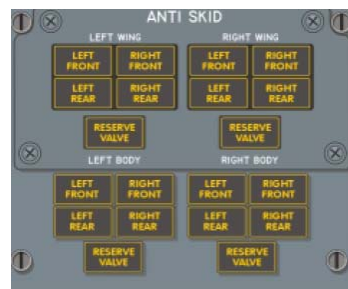 ANTI SKID
LEFT WING RIGHT WING
LEFT FRONT RIGHT FRONT LEFT FRONT RIGHT FRONT
LEFT REAR RIGHT REAR LEFT REAR RIGHT REAR
RESERVE VALVE RESERVE VALVE
LEFT BODY RIGHT BODY
LEFT FRONT RIGHT FRONT LEFT FRONT RIGHT FRONT
LEFT REAR RIGHT REAR LEFT REAR RIGHT REAR
RESERVE VALVE RESERVE VALVE